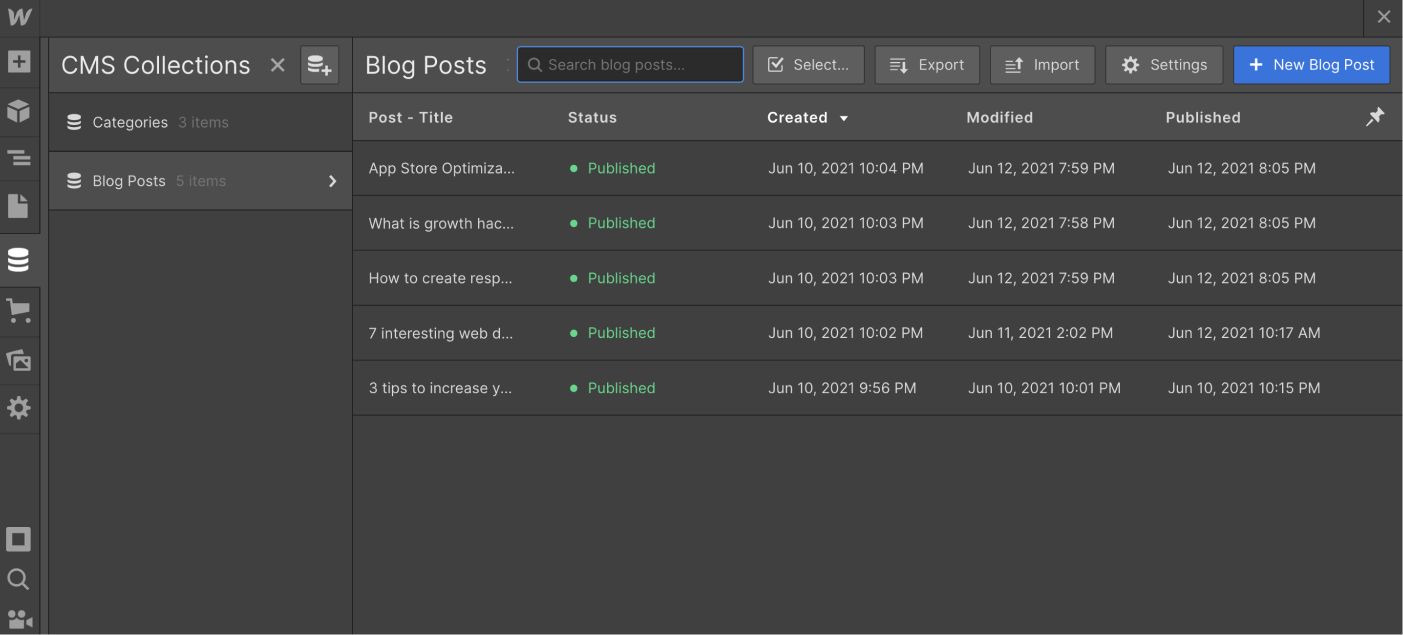 CMS Collections
Categories 3 items
Blog Posts 5 items
Blog Posts
Search blog posts...
Select...
Export
Import
Settings
New Blog Post
Post - Title Status Created Modified Published
App Store Optimiza... Published Jun 10, 2021 10:04 PM Jun 12, 2021 7:59 PM Jun 12, 2021 8:05 PM
What is growth hac... Published Jun 10, 2021 10:03 PM Jun 12, 2021 7:58 PM Jun 12, 2021 8:05 PM
How to create resp... Published Jun 10, 2021 10:03 PM Jun 12, 2021 7:59 PM Jun 12, 2021 8:05 PM
7 interesting web d... Published Jun 10, 2021 10:02 PM Jun 11, 2021 2:02 PM Jun 12, 2021 10:17 AM
3 tips to increase y... Published Jun 10, 2021 9:56 PM Jun 10, 2021 10:01 PM Jun 10, 2021 10:15 PM